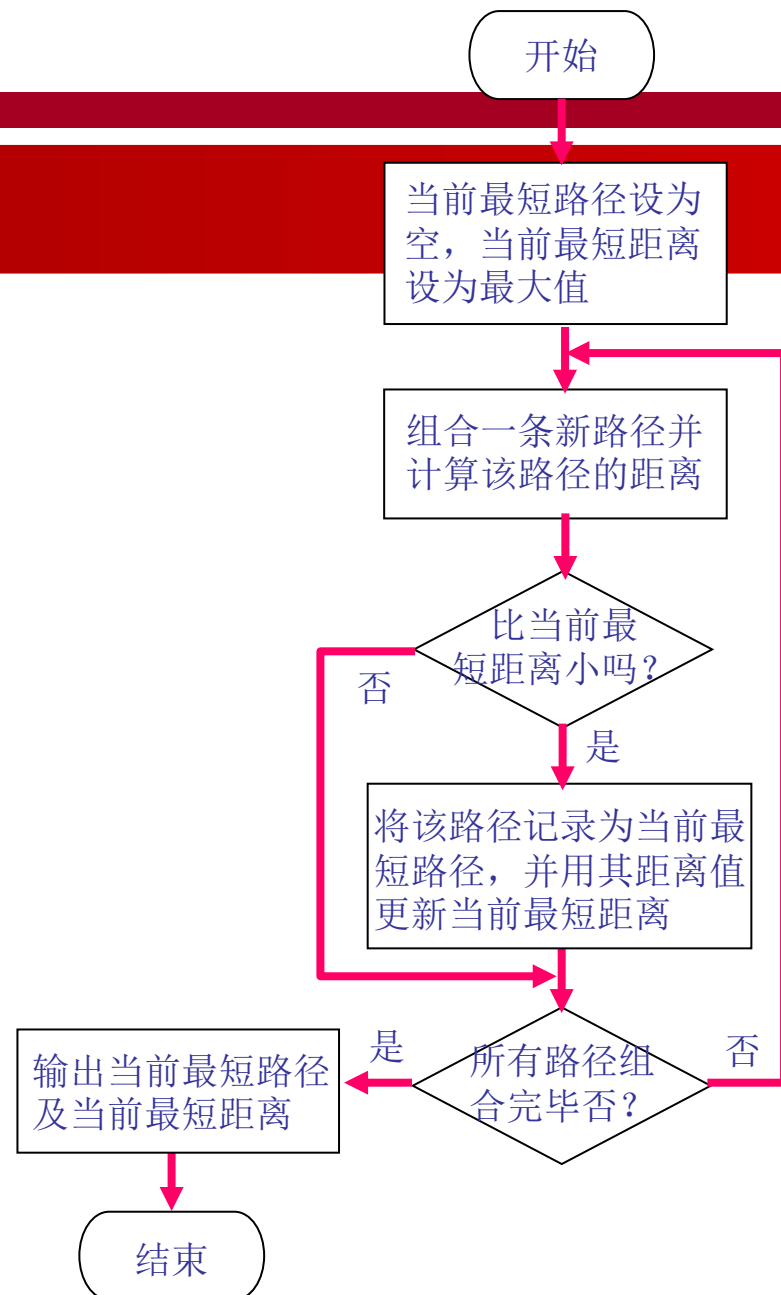 开始
当前最短路径设为
空，当前最短距离
设为最大值
组合一条新路径并
计算该路径的距离
比当前最
短距离小吗？
否
是
将该路径记录为当前最
短路径，并用其距离值
更新当前最短距离
所有路径组
合完毕否？
是
否
输出当前最短路径
及当前最短距离
结束